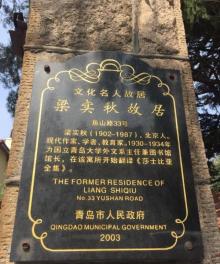 文化名人故居
梁实秋故居
鱼山路33号
梁实秋(1902-1987),北京人。
现代作家、学者、教育家,1930-1934年
为国立青岛大学外文系主任兼图书馆
馆长,在该寓所开始翻译《莎士比亚
全集》。
THE FORMER RESIDENCE OF
LIANG SHIQIU
No.33 YUSHAN ROAD
青岛市人民政府
QINGDAO MUNICIPAL GOVERNMENT
2003